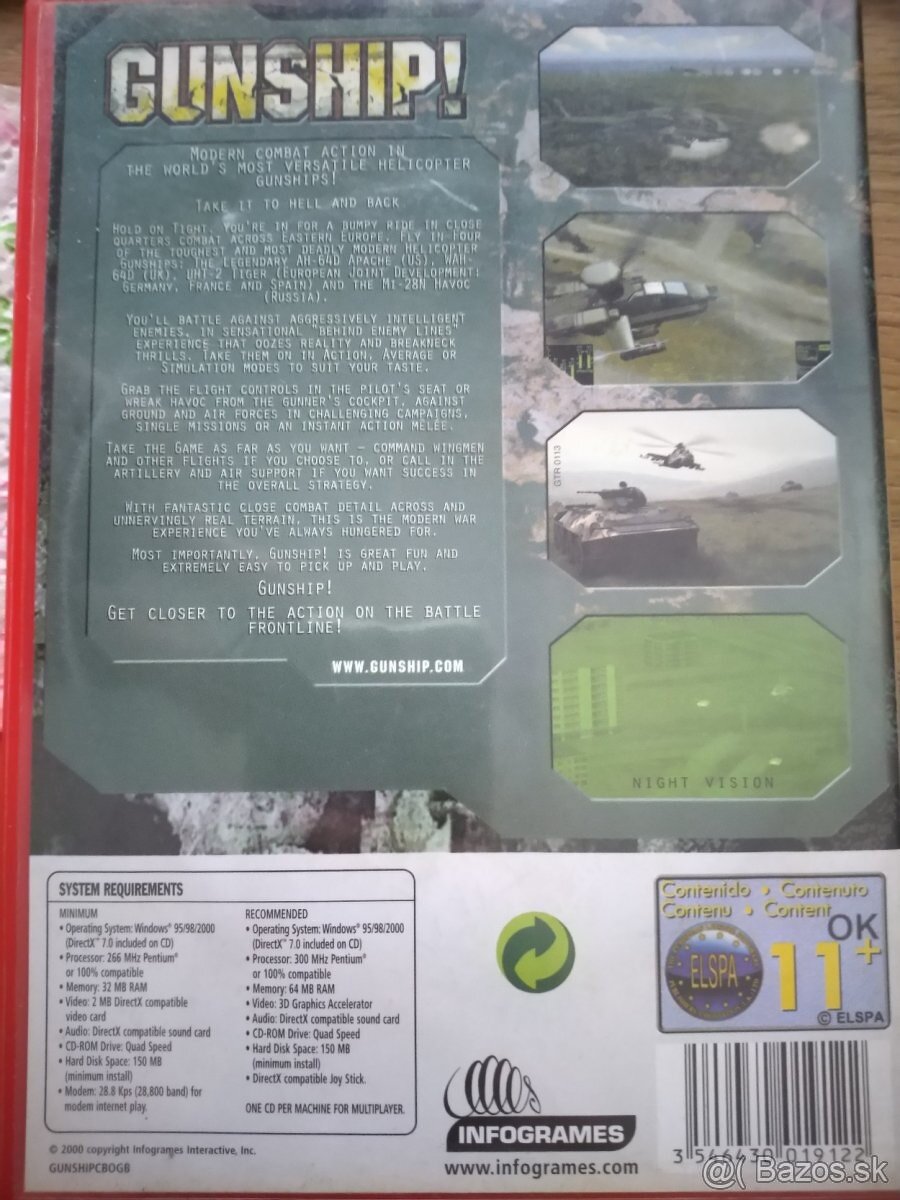 GUNSHIP!
MODERN COMBAT ACTION IN
THE WORLD'S MOST VERSATILE HELICOPTER
GUNSHIPS!
TAKE IT TO HELL AND BACK
HOLD ON TIGHT. YOU'RE IN FOR A BUMPY RIDE IN CLOSE
QUARTERS COMBAT ACROSS EASTERN EUROPE. FLY IN FOUR
OF THE TOUGHEST AND MOST DEADLY MODERN HELICOPTER
GUNSHIPS: THE LEGENDARY AH-64D APACHE (US), WAH-
64D (UK), UHT-2 TIGER (EUROPEAN JOINT DEVELOPMENT:
GERMANY, FRANCE AND SPAIN) AND THE MI-28N HAVOC
(RUSSIA).
YOU'LL BATTLE AGAINST AGGRESSIVELY INTELLIGENT
ENEMIES, IN SENSATIONAL "BEHIND ENEMY LINES"
EXPERIENCE THAT OOZES REALITY AND BREAKNECK
THRILLS. TAKE THEM ON IN ACTION, AVERAGE OR
SIMULATION MODES TO SUIT YOUR TASTE.
GRAB THE FLIGHT CONTROLS IN THE PILOT'S SEAT OR
WREAK HAVOC FROM THE GUNNER'S COCKPIT, AGAINST
GROUND AND AIR FORCES IN CHALLENGING CAMPAIGNS,
SINGLE MISSIONS OR AN INSTANT ACTION MELÉE.
TAKE THE GAME AS FAR AS YOU WANT – COMMAND WINGMEN
AND OTHER FLIGHTS IF YOU CHOOSE TO, OR CALL IN THE
ARTILLERY AND AIR SUPPORT IF YOU WANT SUCCESS IN
THE OVERALL STRATEGY.
WITH FANTASTIC CLOSE COMBAT DETAIL ACROSS AND
UNNERVINGLY REAL TERRAIN, THIS IS THE MODERN WAR
EXPERIENCE YOU'VE ALWAYS HUNGERED FOR.
MOST IMPORTANTLY, GUNSHIP! IS GREAT FUN AND
EXTREMELY EASY TO PICK UP AND PLAY.
GUNSHIP!
GET CLOSER TO THE ACTION ON THE BATTLE
FRONTLINE!
WWW.GUNSHIP.COM
GTR 0113
NIGHT VISION
SYSTEM REQUIREMENTS
MINIMUM
• Operating System: Windows® 95/98/2000
(DirectX™ 7.0 included on CD)
• Processor: 266 MHz Pentium®
or 100% compatible
• Memory: 32 MB RAM
• Video: 2 MB DirectX compatible
video card
• Audio: DirectX compatible sound card
• CD-ROM Drive: Quad Speed
• Hard Disk Space: 150 MB
(minimum install)
• Modem: 28.8 Kps (28,800 band) for
modem internet play.
RECOMMENDED
• Operating System: Windows® 95/98/2000
(DirectX™ 7.0 included on CD)
• Processor: 300 MHz Pentium®
or 100% compatible
• Memory: 64 MB RAM
• Video: 3D Graphics Accelerator
• Audio: DirectX compatible sound card
• CD-ROM Drive: Quad Speed
• Hard Disk Space: 150 MB
(minimum install)
• DirectX compatible Joy Stick.
ONE CD PER MACHINE FOR MULTIPLAYER.
© 2000 copyright Infogrames Interactive, Inc.
GUNSHIPCBOGB
INFOGRAMES
www.infogrames.com
Contenido • Contenuto
Contenu • Content
OK
ELSPA
11+
© ELSPA
3 546430 019122
@( Bazos.sk